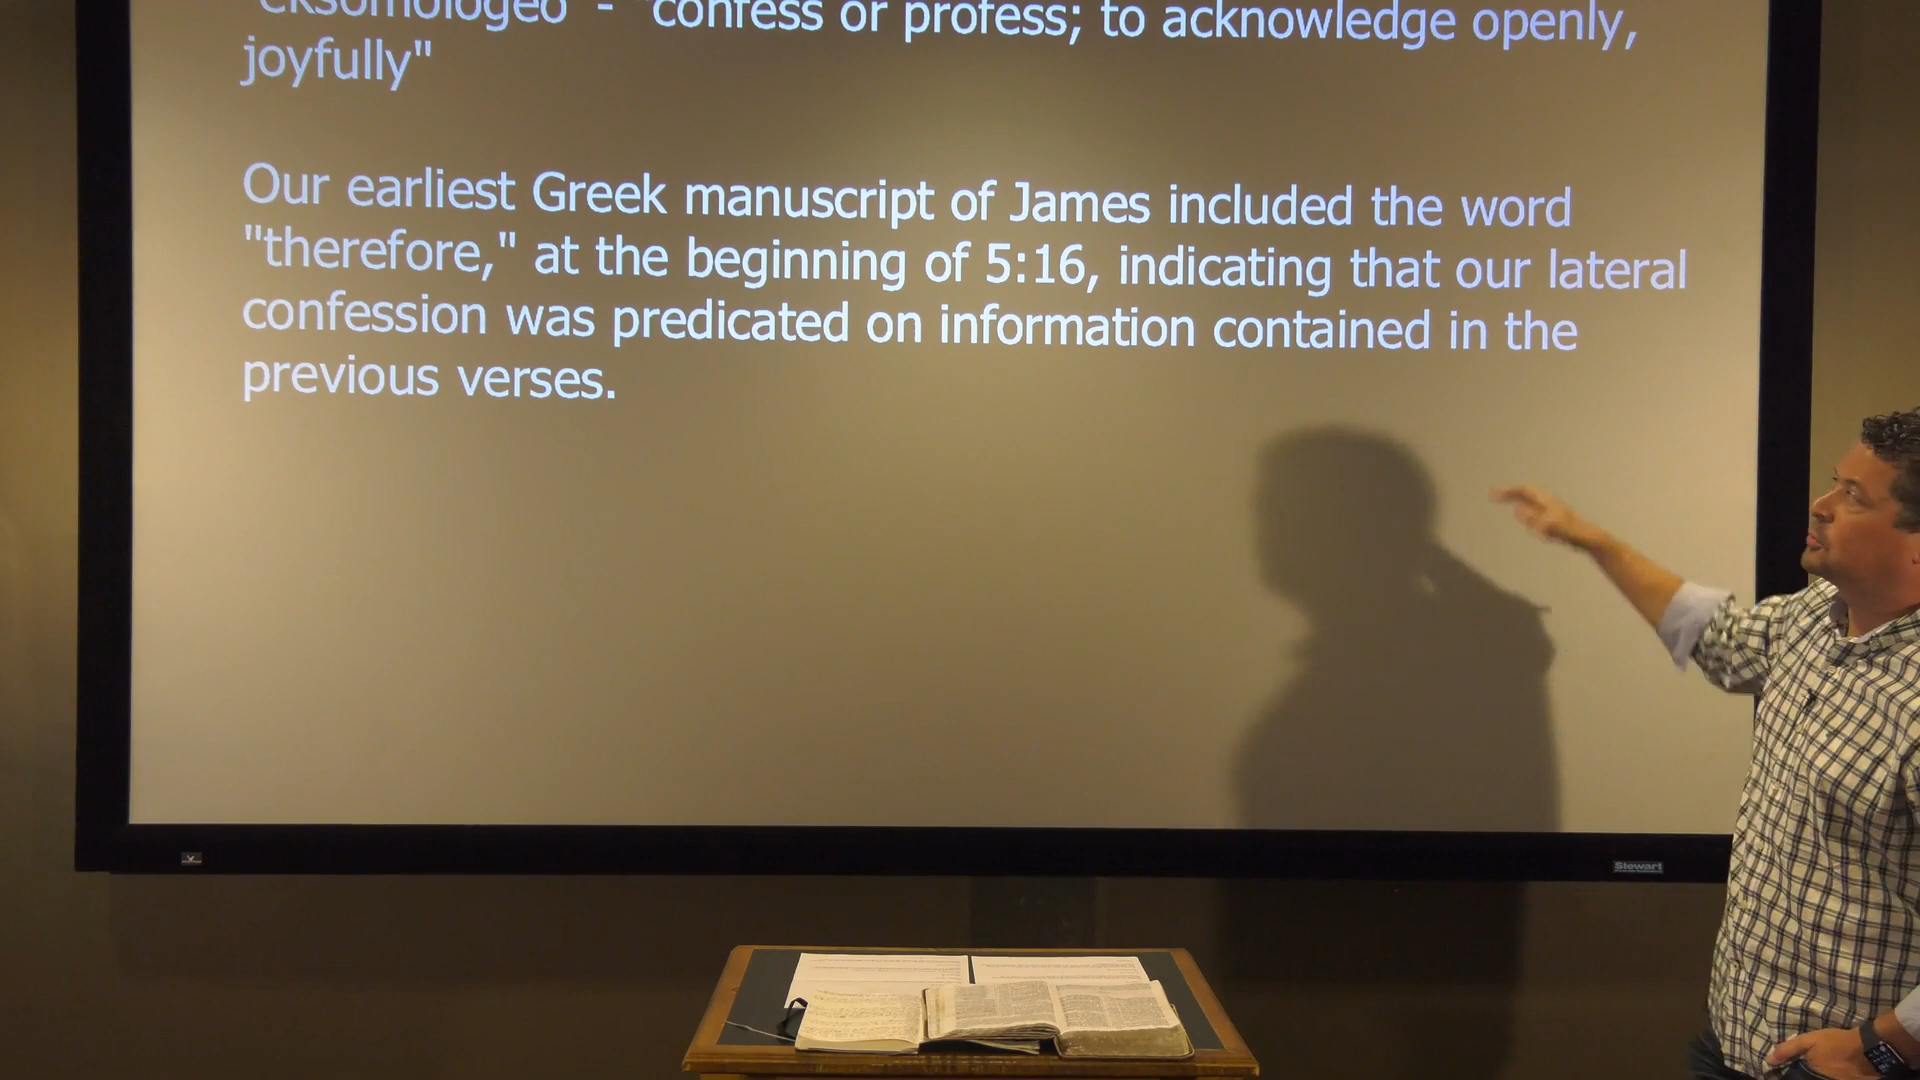 "eksomologeo" - "confess or profess; to acknowledge openly,
joyfully"
Our earliest Greek manuscript of James included the word
"therefore," at the beginning of 5:16, indicating that our lateral
confession was predicated on information contained in the
previous verses.
Stewart